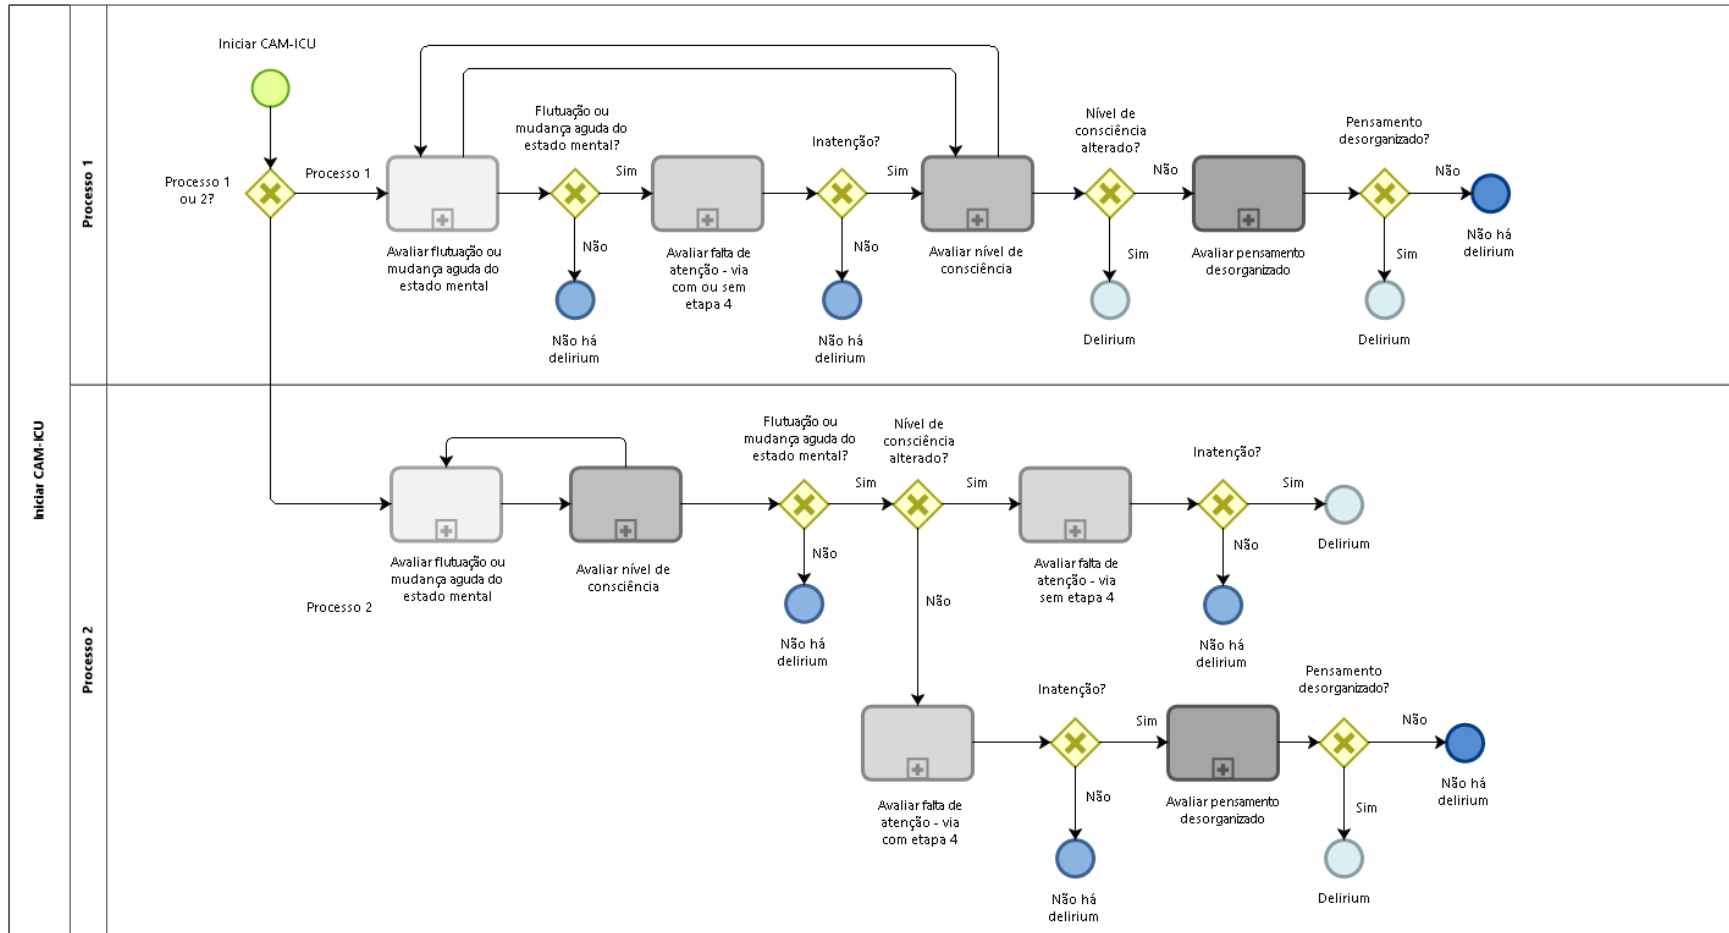 Iniciar CAM-ICU
Processo 1
Processo 2
Iniciar CAM-ICU
Processo 1
ou 2?
Processo 1
Avaliar flutuação ou
mudança aguda do
estado mental
Flutuação ou
mudança aguda do
estado mental?
Sim
Não
Não há
delirium
Avaliar falta de
atenção - via
com ou sem
etapa 4
Inatenção?
Sim
Não
Não há
delirium
Avaliar nível de
consciência
Nível de
consciência
alterado?
Não
Sim
Delirium
Avaliar pensamento
desorganizado
Pensamento
desorganizado?
Não
Não há
delirium
Sim
Delirium
Processo 2
Avaliar flutuação ou
mudança aguda do
estado mental
Avaliar nível de
consciência
Flutuação ou
mudança aguda do
estado mental?
Sim
Não
Não há
delirium
Nível de
consciência
alterado?
Sim
Não
Avaliar falta de
atenção - via
sem etapa 4
Inatenção?
Sim
Delirium
Não
Não há
delirium
Avaliar falta de
atenção - via
com etapa 4
Inatenção?
Sim
Não
Não há
delirium
Avaliar pensamento
desorganizado
Pensamento
desorganizado?
Não
Não há
delirium
Sim
Delirium